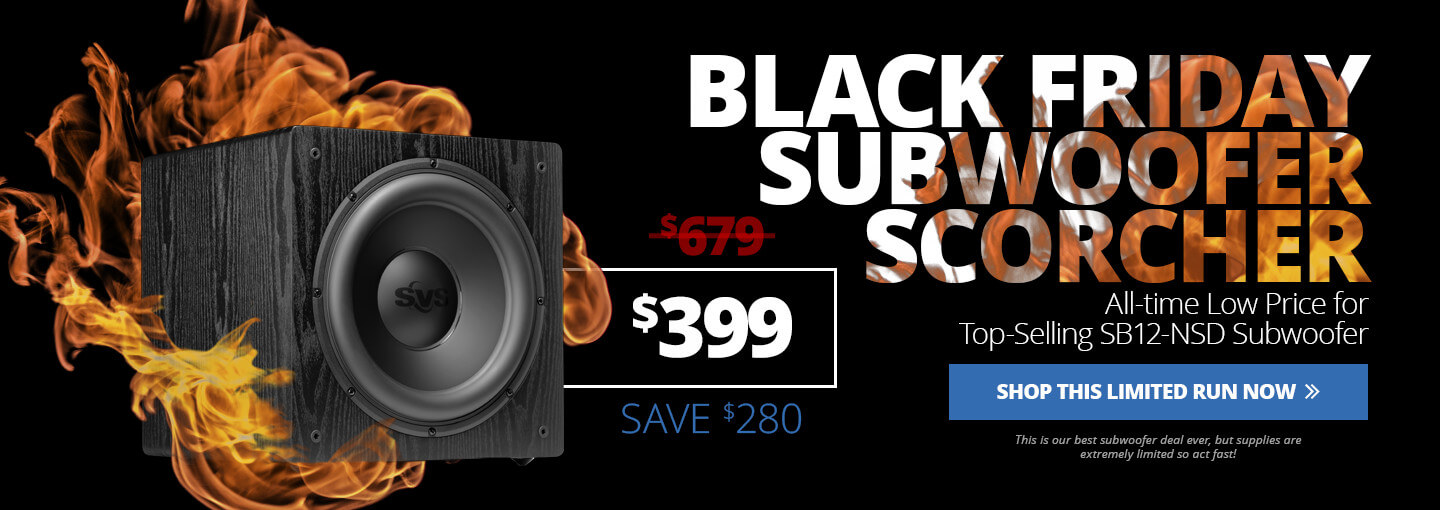 BLACK FRIDAY
SUBWOOFER
SCORCHER
$679
$399
SAVE $280
SVS
All-time Low Price for
Top-Selling SB12-NSD Subwoofer
SHOP THIS LIMITED RUN NOW »
This is our best subwoofer deal ever, but supplies are
extremely limited so act fast!